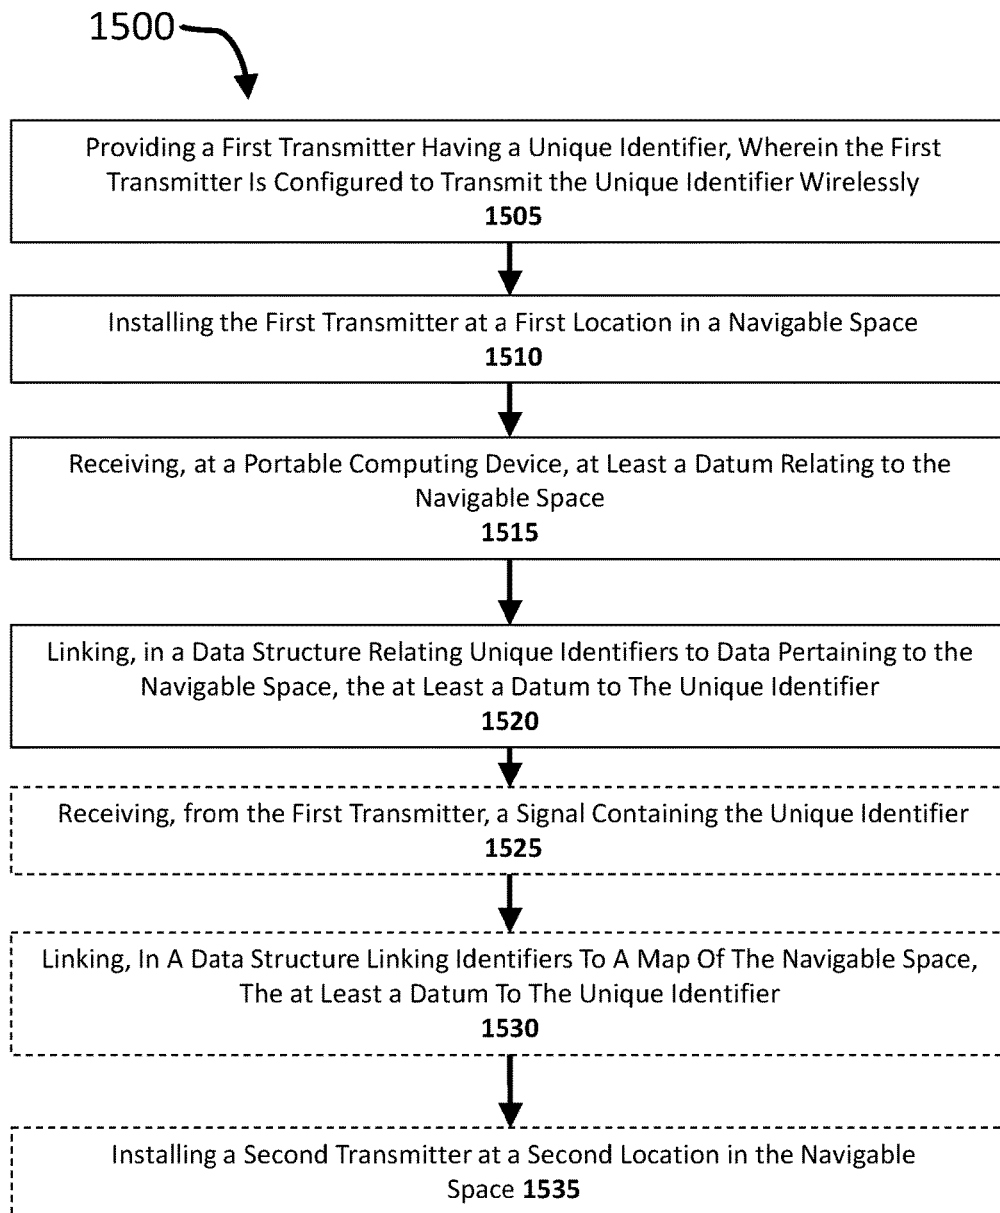 1500
Providing a First Transmitter Having a Unique Identifier, Wherein the First
Transmitter Is Configured to Transmit the Unique Identifier Wirelessly
1505
Installing the First Transmitter at a First Location in a Navigable Space
1510
Receiving, at a Portable Computing Device, at Least a Datum Relating to the
Navigable Space
1515
Linking, in a Data Structure Relating Unique Identifiers to Data Pertaining to the
Navigable Space, the at Least a Datum to The Unique Identifier
1520
Receiving, from the First Transmitter, a Signal Containing the Unique Identifier
1525
Linking, In A Data Structure Linking Identifiers To A Map Of The Navigable Space,
The at Least a Datum To The Unique Identifier
1530
Installing a Second Transmitter at a Second Location in the Navigable
Space 1535